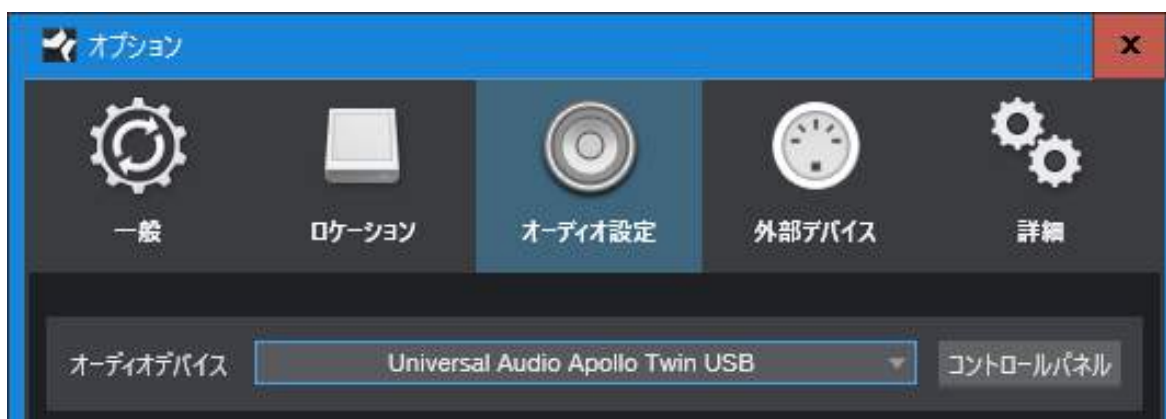 オプション
x
一般
ロケーション
オーディオ設定
外部デバイス
詳細
オーディオデバイス
Universal Audio Apollo Twin USB
コントロールパネル